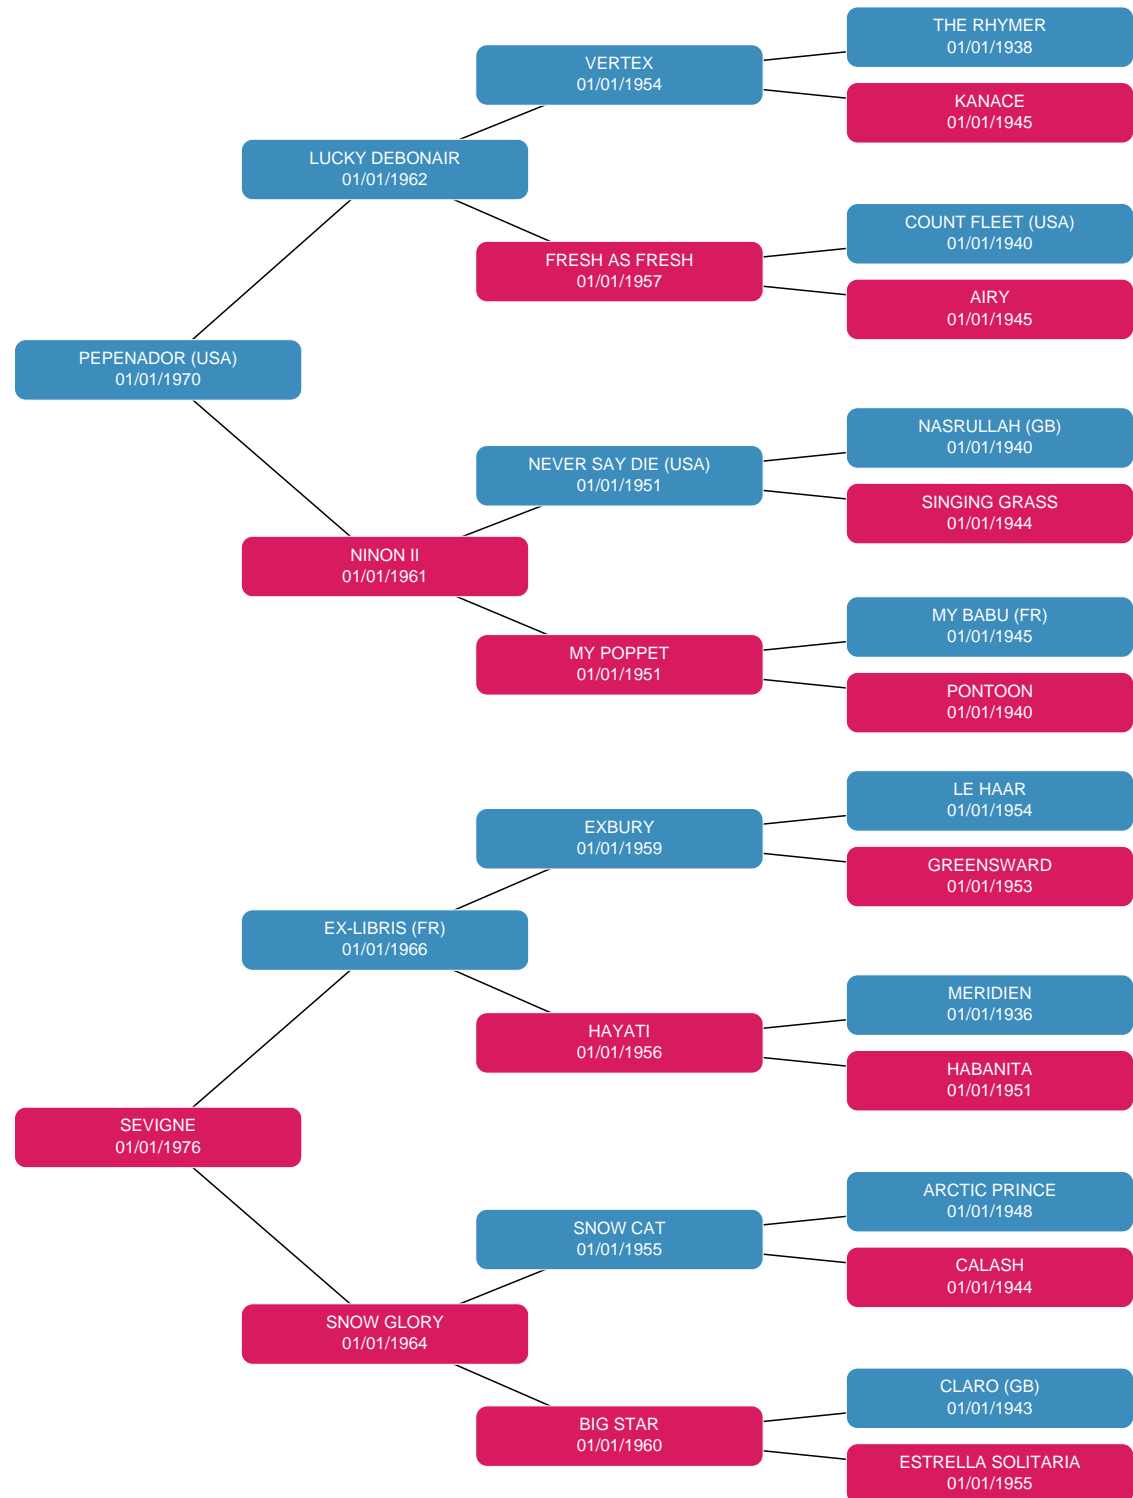 THE RHYMER
01/01/1938
VERTEX
01/01/1954
KANACE
01/01/1945
LUCKY DEBONAIR
01/01/1962
COUNT FLEET (USA)
01/01/1940
FRESH AS FRESH
01/01/1957
AIRY
01/01/1945
PEPENADOR (USA)
01/01/1970
NASRULLAH (GB)
01/01/1940
NEVER SAY DIE (USA)
01/01/1951
SINGING GRASS
01/01/1944
NINON II
01/01/1961
MY BABU (FR)
01/01/1945
MY POPPET
01/01/1951
PONTOON
01/01/1940
LE HAAR
01/01/1954
EXBURY
01/01/1959
GREENSWARD
01/01/1953
EX-LIBRIS (FR)
01/01/1966
MERIDIEN
01/01/1936
HAYATI
01/01/1956
HABANITA
01/01/1951
SEVIGNE
01/01/1976
ARCTIC PRINCE
01/01/1948
SNOW CAT
01/01/1955
CALASH
01/01/1944
SNOW GLORY
01/01/1964
CLARO (GB)
01/01/1943
BIG STAR
01/01/1960
ESTRELLA SOLITARIA
01/01/1955